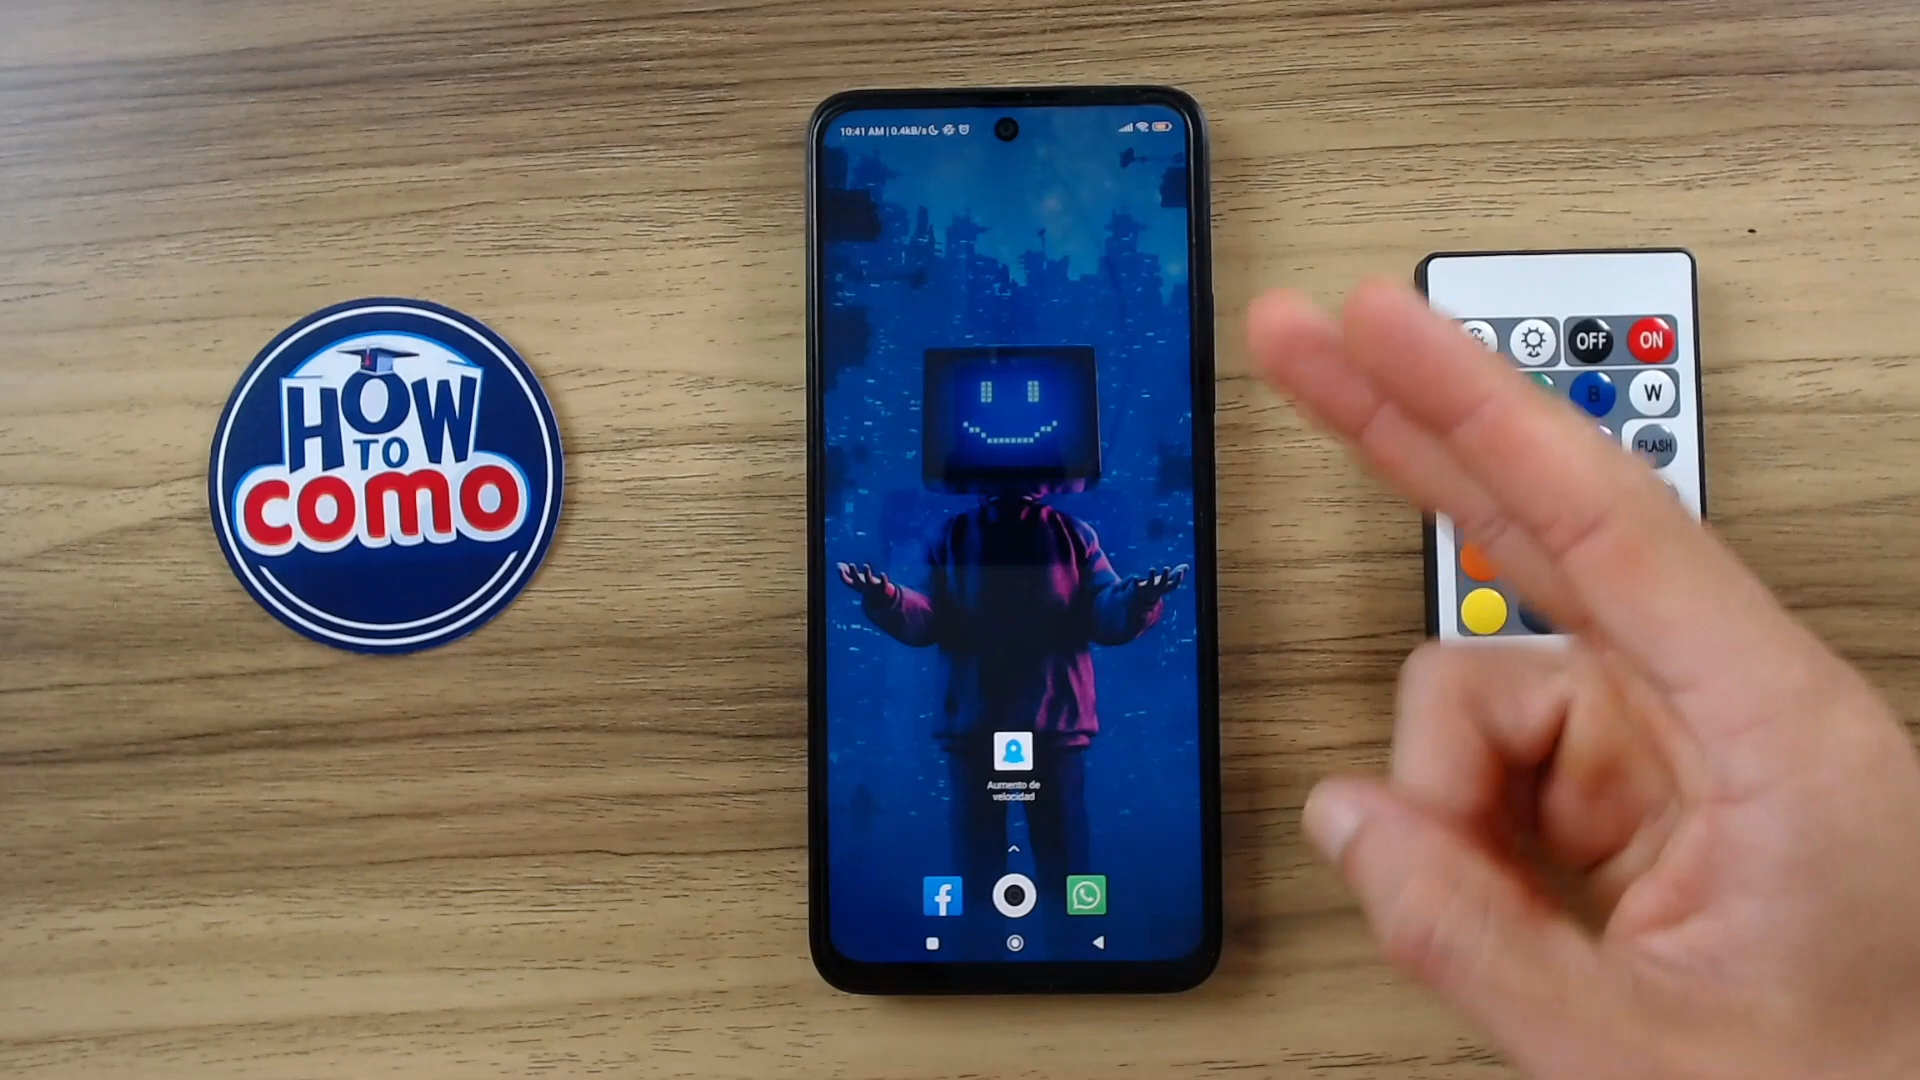 HOW
TO
COMO
10:41 AM | 0.4kB/s
Aumento de
velocidad
OFF
ON
B
W
FLASH